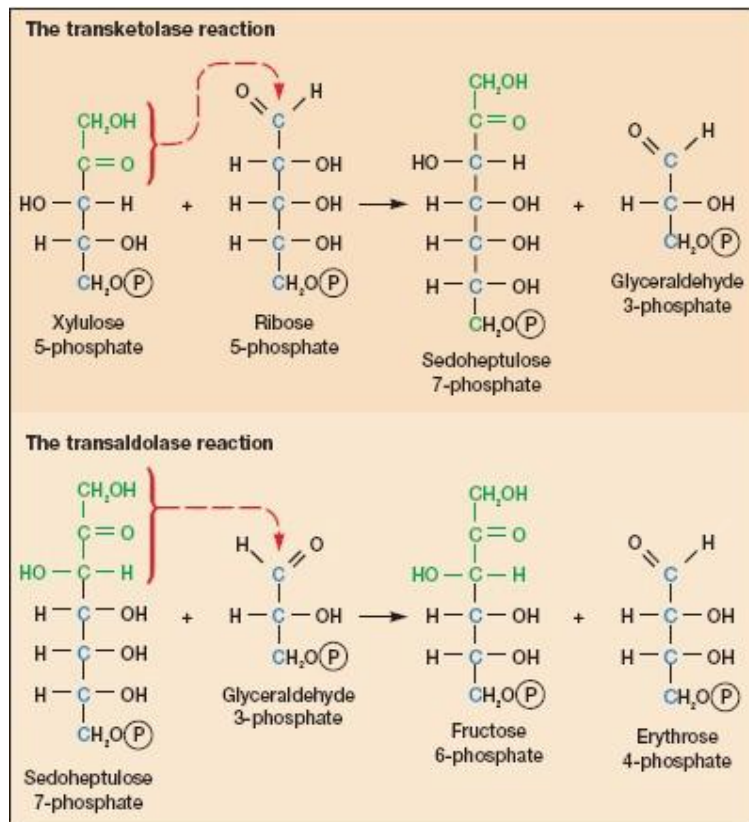 The transketolase reaction
CH₂OH
C=O
HO—C—H
H—C—OH
CH₂O(P)
Xylulose
5-phosphate
+
O H
C
H—C—OH
H—C—OH
H—C—OH
CH₂O(P)
Ribose
5-phosphate
CH₂OH
C=O
HO—C—H
H—C—OH
H—C—OH
H—C—OH
CH₂O(P)
Sedoheptulose
7-phosphate
+
O H
C
H—C—OH
CH₂O(P)
Glyceraldehyde
3-phosphate
The transaldolase reaction
CH₂OH
C=O
HO—C—H
H—C—OH
H—C—OH
H—C—OH
CH₂O(P)
Sedoheptulose
7-phosphate
+
H O
C
H—C—OH
CH₂O(P)
Glyceraldehyde
3-phosphate
CH₂OH
C=O
HO—C—H
H—C—OH
H—C—OH
CH₂O(P)
Fructose
6-phosphate
+
O H
C
H—C—OH
H—C—OH
CH₂O(P)
Erythrose
4-phosphate